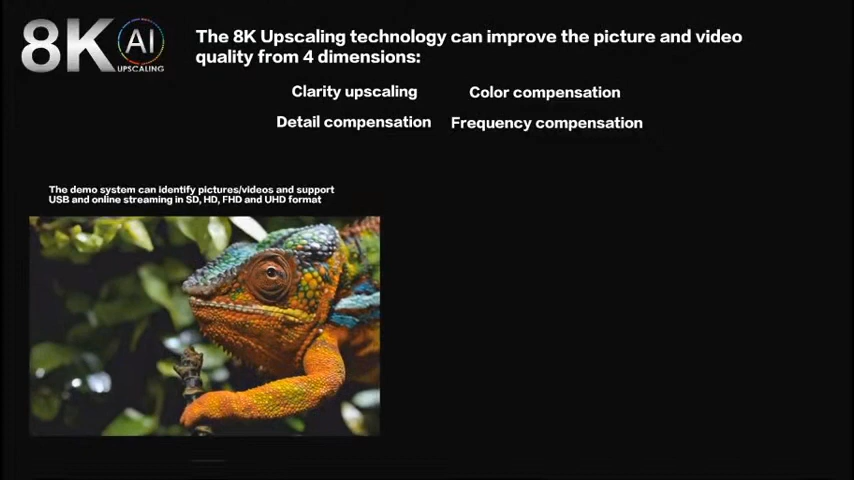 8K AI UPSCALING
The 8K Upscaling technology can improve the picture and video
quality from 4 dimensions:
Clarity upscaling Color compensation
Detail compensation Frequency compensation
The demo system can identify pictures/videos and support
USB and online streaming in SD, HD, FHD and UHD format